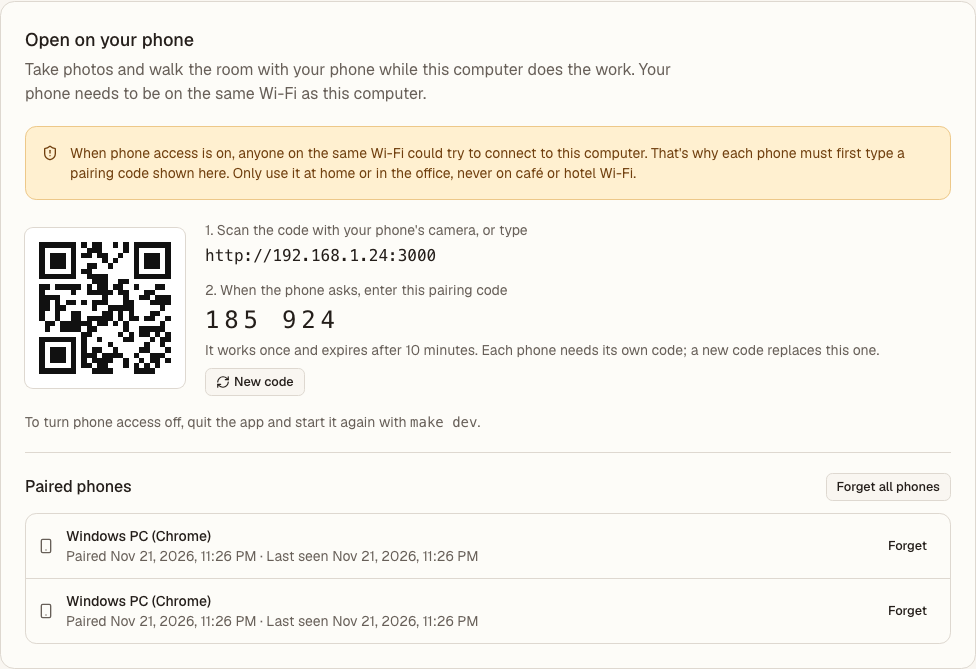 Open on your phone
Take photos and walk the room with your phone while this computer does the work. Your
phone needs to be on the same Wi-Fi as this computer.
When phone access is on, anyone on the same Wi-Fi could try to connect to this computer. That's why each phone must first type a
pairing code shown here. Only use it at home or in the office, never on café or hotel Wi-Fi.
1. Scan the code with your phone's camera, or type
http://192.168.1.24:3000
2. When the phone asks, enter this pairing code
185 924
It works once and expires after 10 minutes. Each phone needs its own code; a new code replaces this one.
New code
To turn phone access off, quit the app and start it again with make dev.
Paired phones
Forget all phones
Windows PC (Chrome)
Paired Nov 21, 2026, 11:26 PM · Last seen Nov 21, 2026, 11:26 PM
Forget
Windows PC (Chrome)
Paired Nov 21, 2026, 11:26 PM · Last seen Nov 21, 2026, 11:26 PM
Forget